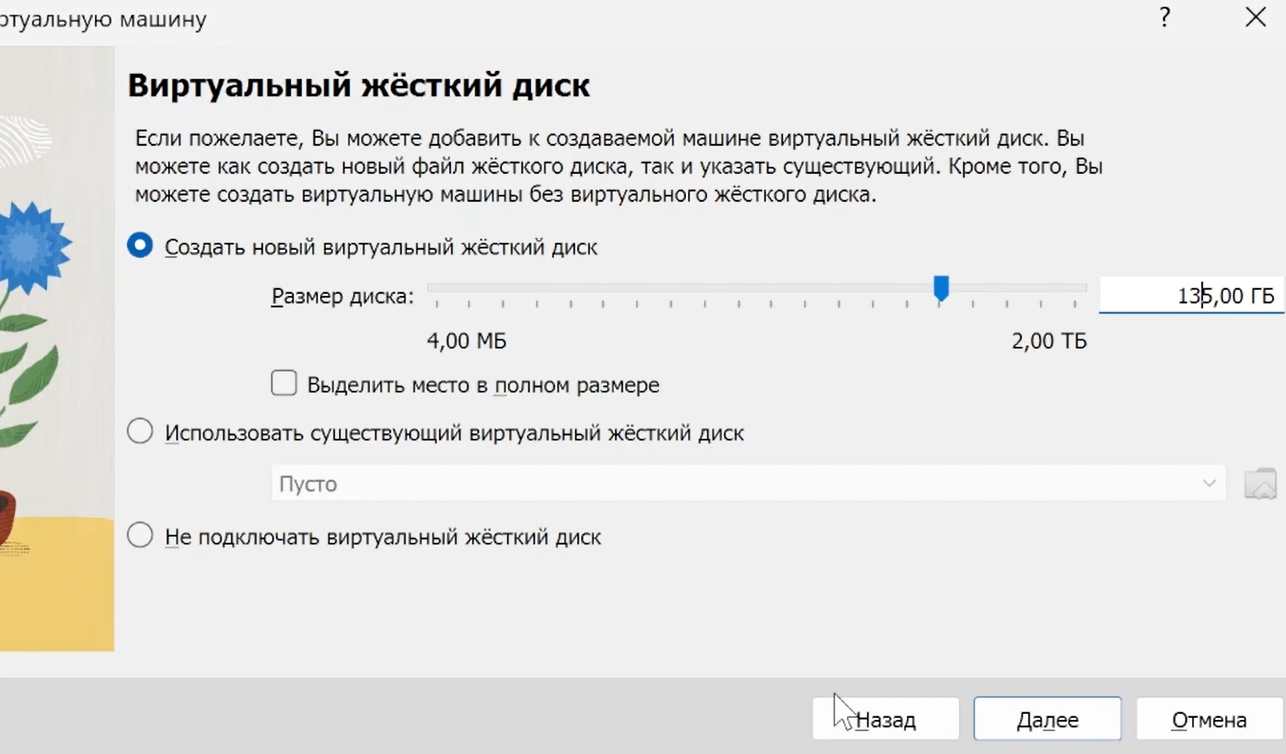 ртуальную машину
?
Виртуальный жёсткий диск
Если пожелаете, Вы можете добавить к создаваемой машине виртуальный жёсткий диск. Вы
можете как создать новый файл жёсткого диска, так и указать существующий. Кроме того, Вы
можете создать виртуальную машины без виртуального жёсткого диска.
Создать новый виртуальный жёсткий диск
Размер диска:
135,00 ГБ
4,00 МБ
2,00 ТБ
Выделить место в полном размере
Использовать существующий виртуальный жёсткий диск
Пусто
Не подключать виртуальный жёсткий диск
Назад
Далее
Отмена